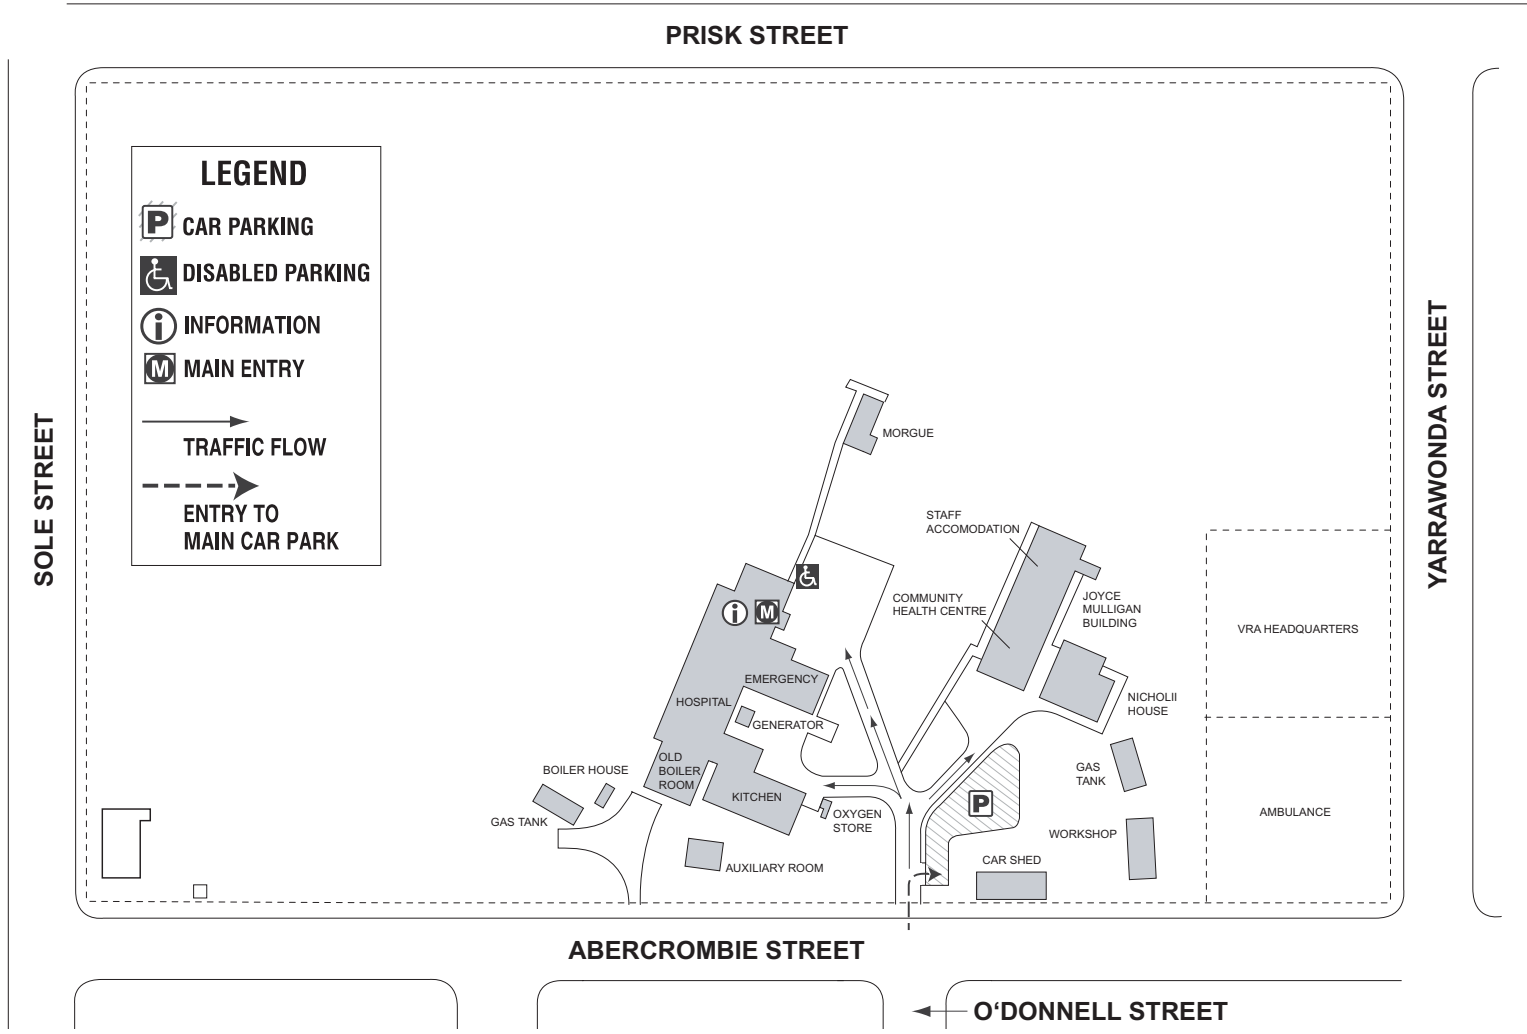 PRISK STREET
LEGEND
P CAR PARKING
DISABLED PARKING
i INFORMATION
M MAIN ENTRY
TRAFFIC FLOW
ENTRY TO
MAIN CAR PARK
SOLE STREET
YARRAWONDA STREET
MORGUE
STAFF
ACCOMODATION
COMMUNITY
HEALTH CENTRE
JOYCE
MULLIGAN
BUILDING
VRA HEADQUARTERS
i
M
EMERGENCY
HOSPITAL
GENERATOR
NICHOLII
HOUSE
OLD
BOILER
ROOM
BOILER HOUSE
GAS TANK
KITCHEN
OXYGEN
STORE
P
GAS
TANK
AMBULANCE
WORKSHOP
AUXILIARY ROOM
CAR SHED
ABERCROMBIE STREET
O‘DONNELL STREET